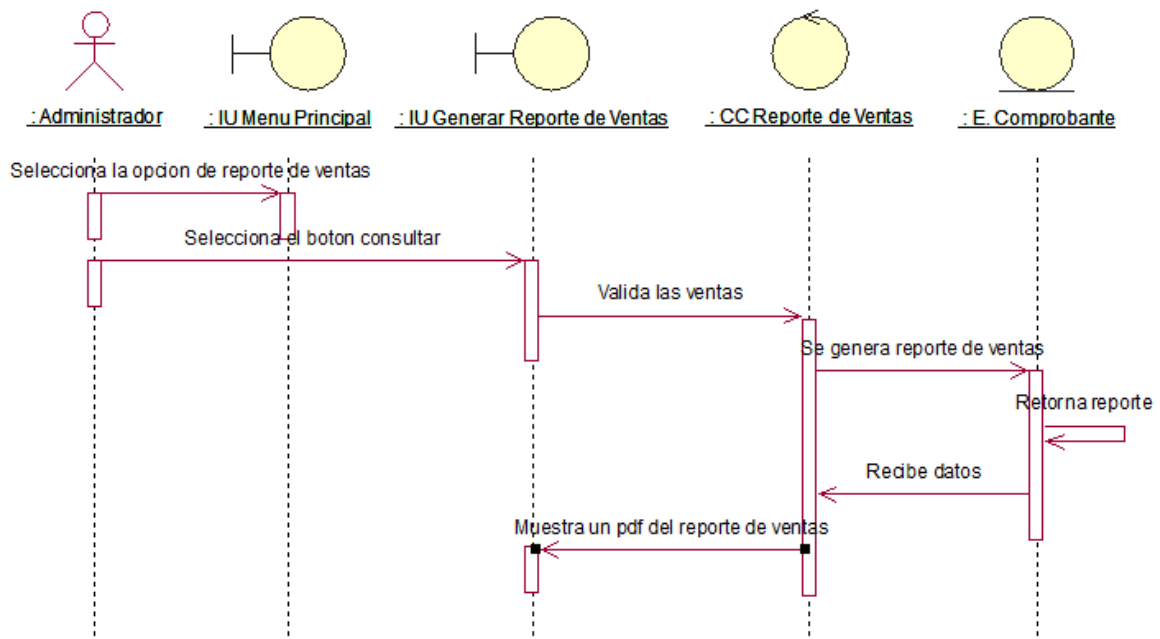 : Administrador
: IU Menu Principal
: IU Generar Reporte de Ventas
: CC Reporte de Ventas
: E. Comprobante
Selecciona la opcion de reporte de ventas
Selecciona el boton consultar
Valida las ventas
Se genera reporte de ventas
Retorna reporte
Recibe datos
Muestra un pdf del reporte de ventas